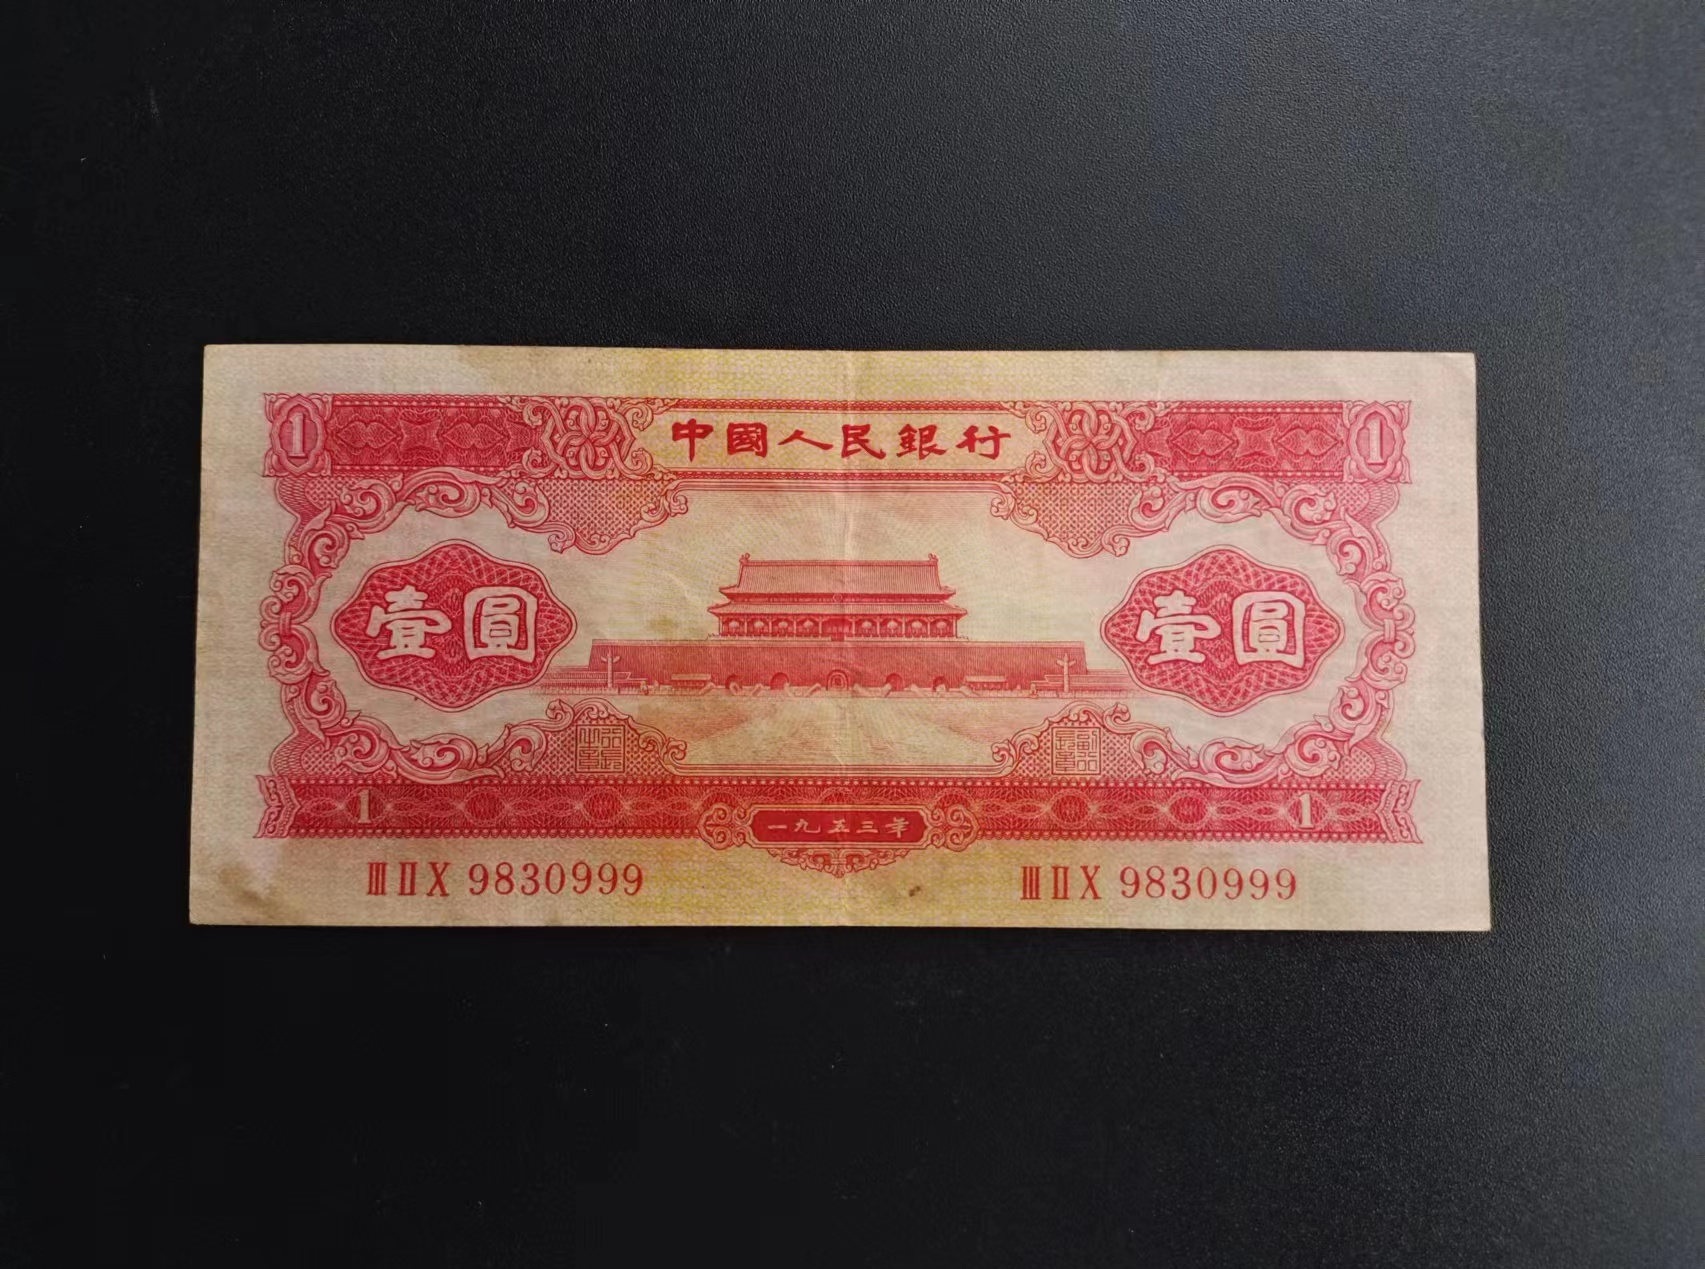 1 中國人民銀行 1
壹圓 壹圓
1 一九五三年 1
ⅢⅡX 9830999 ⅢⅡX 9830999